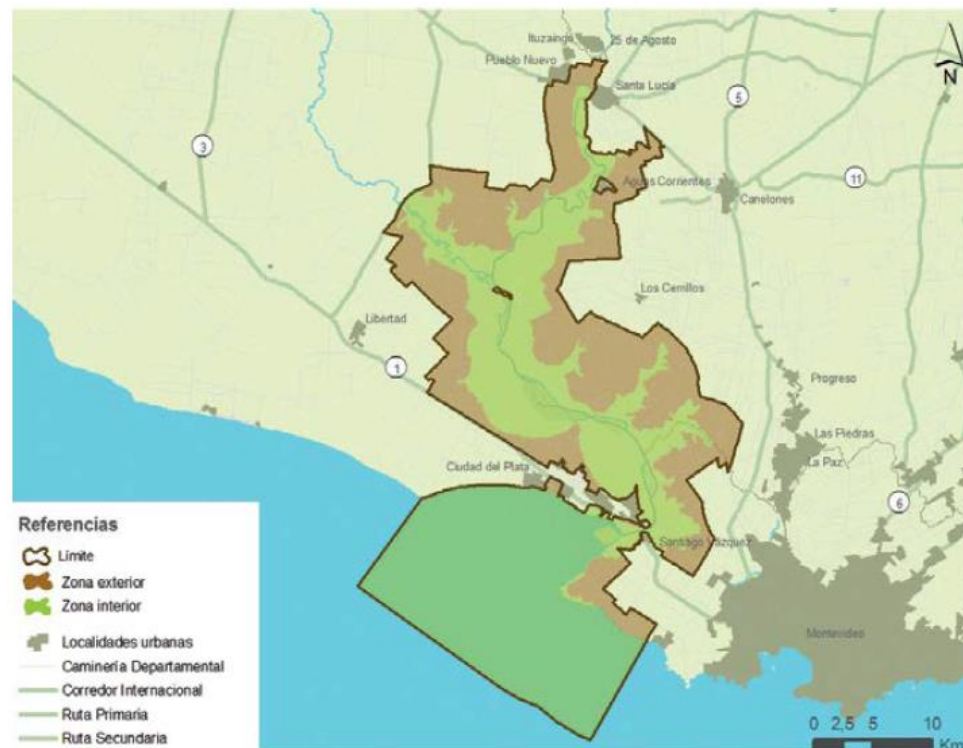 Ituzaingo
25 de Agosto
Pueblo Nuevo
Santa Lucía
N
5
3
11
Aguas Corrientes
Canelones
Los Cerrillos
Libertad
1
Progreso
Las Piedras
La Paz
Ciudad del Plata
6
Santiago Vázquez
Montevideo
Referencias
Límite
Zona exterior
Zona interior
Localidades urbanas
Caminería Departamental
Corredor Internacional
Ruta Primaria
Ruta Secundaria
0 2,5 5 10
Km